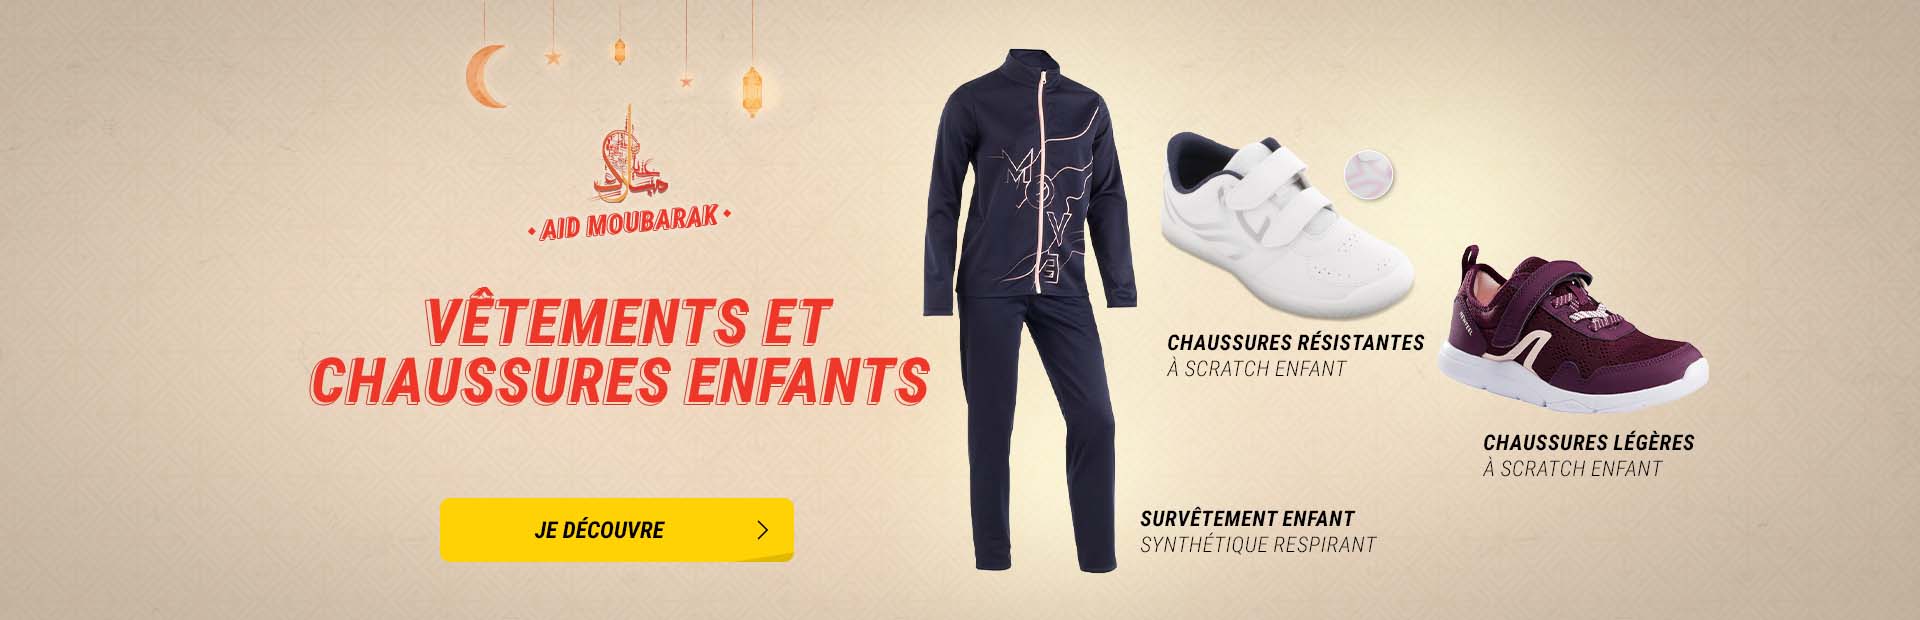 عيد مبارك
· AID MOUBARAK ·
VÊTEMENTS ET
CHAUSSURES ENFANTS
JE DÉCOUVRE
MOVE
CHAUSSURES RÉSISTANTES
À SCRATCH ENFANT
CHAUSSURES LÉGÈRES
À SCRATCH ENFANT
SURVÊTEMENT ENFANT
SYNTHÉTIQUE RESPIRANT